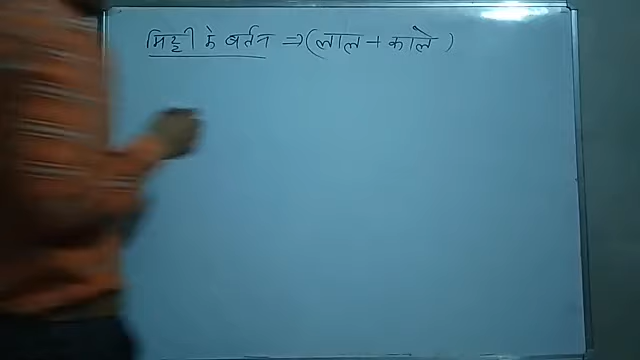 मिट्टी के बर्तन ⇒ (लाल + काले )